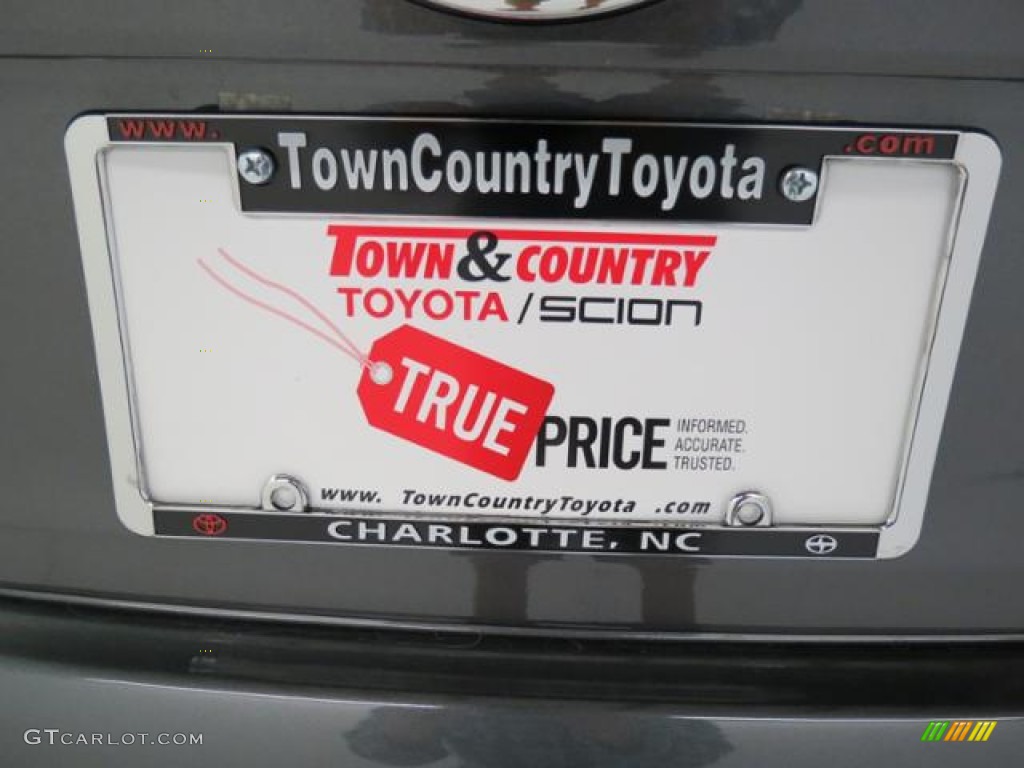 www. TownCountryToyota .com
TOWN & COUNTRY
TOYOTA / SCION
TRUE PRICE
INFORMED.
ACCURATE.
TRUSTED.
www. TownCountryToyota .com
CHARLOTTE, NC
GTCARLOT.COM